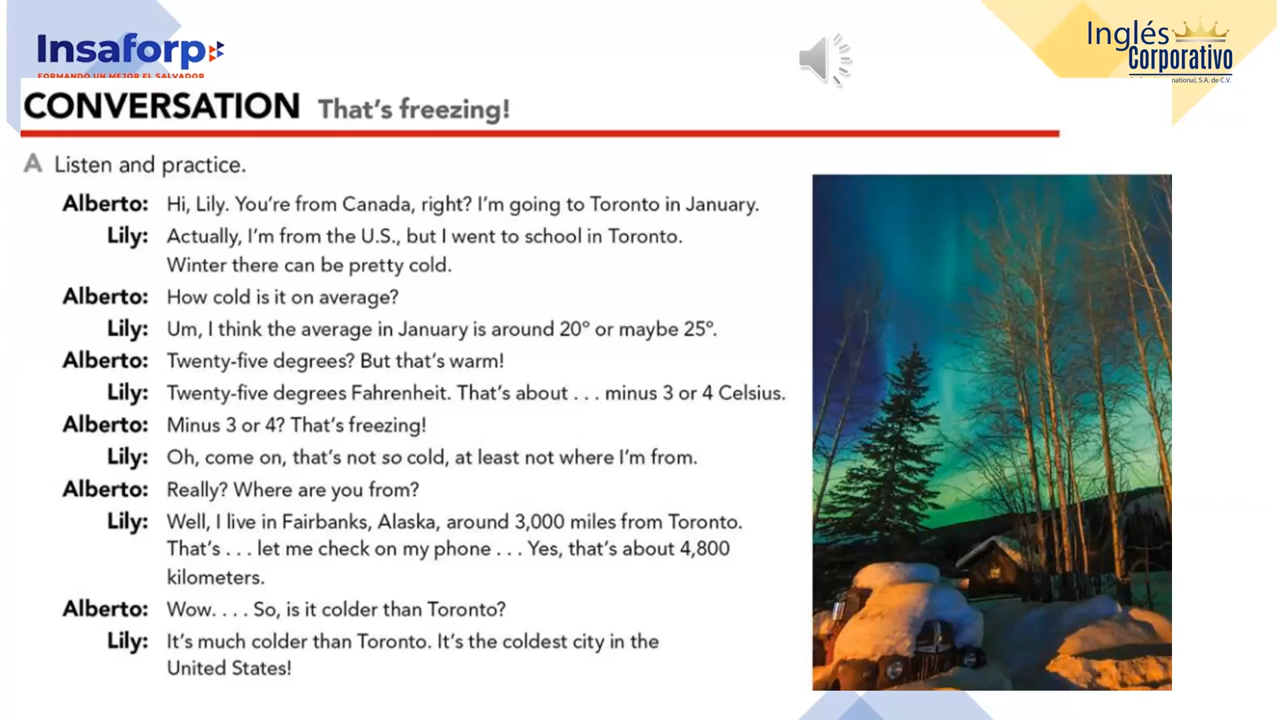 Insaforp
FORMANDO UN MEJOR EL SALVADOR
Inglés
Corporativo
national, S.A. de C.V.
CONVERSATION That's freezing!
A Listen and practice.
Alberto: Hi, Lily. You're from Canada, right? I'm going to Toronto in January.
Lily: Actually, I'm from the U.S., but I went to school in Toronto.
Winter there can be pretty cold.
Alberto: How cold is it on average?
Lily: Um, I think the average in January is around 20º or maybe 25º.
Alberto: Twenty-five degrees? But that's warm!
Lily: Twenty-five degrees Fahrenheit. That's about . . . minus 3 or 4 Celsius.
Alberto: Minus 3 or 4? That's freezing!
Lily: Oh, come on, that's not so cold, at least not where I'm from.
Alberto: Really? Where are you from?
Lily: Well, I live in Fairbanks, Alaska, around 3,000 miles from Toronto.
That's . . . let me check on my phone . . . Yes, that's about 4,800
kilometers.
Alberto: Wow. . . . So, is it colder than Toronto?
Lily: It's much colder than Toronto. It's the coldest city in the
United States!